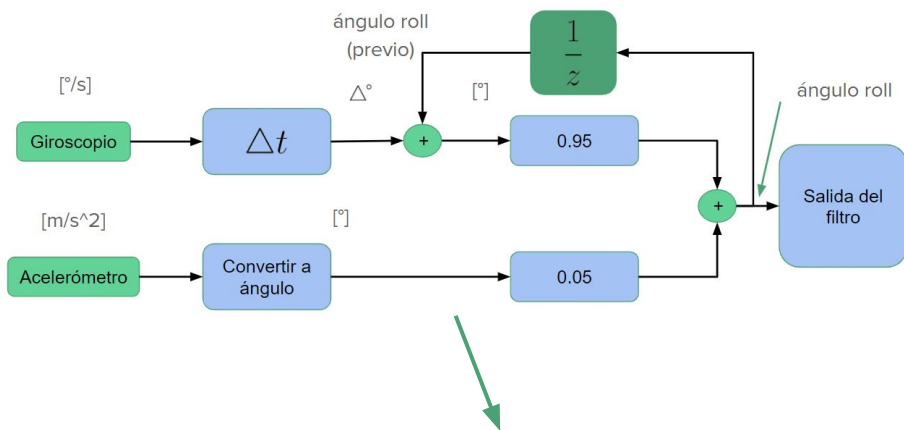 ángulo roll
(previo)
1
z
[°/s]
△°
[°]
ángulo roll
Giroscopio
△t
+
0.95
+
Salida del
filtro
[m/s^2]
[°]
Acelerómetro
Convertir a
ángulo
0.05